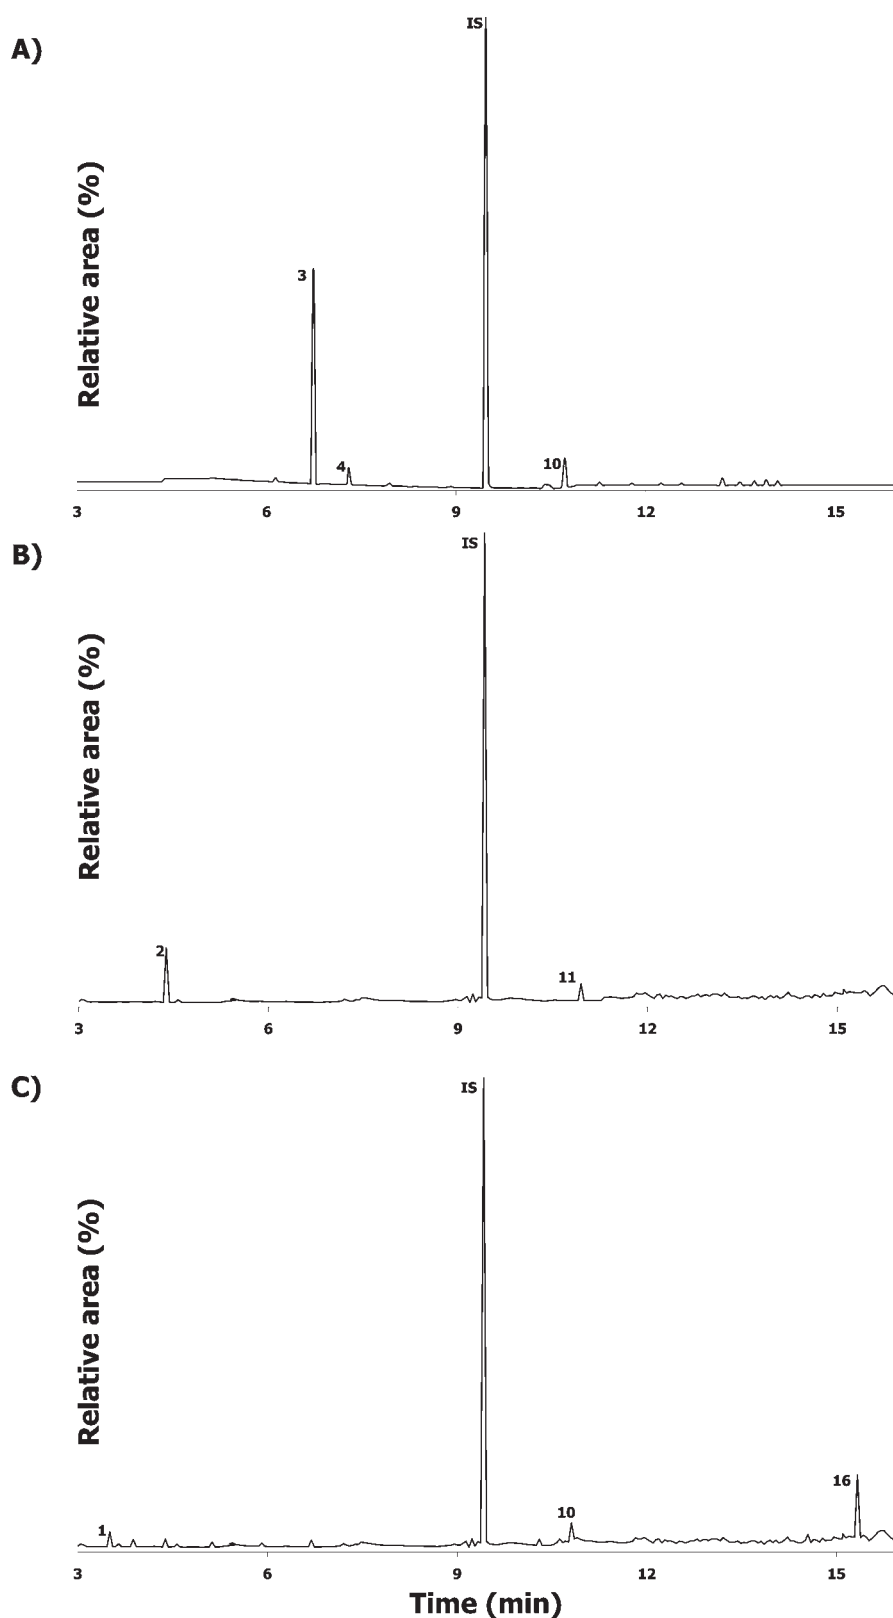 A)
IS
Relative area (%)
3
4
10
3 6 9 12 15
B)
IS
Relative area (%)
2
11
3 6 9 12 15
C)
IS
Relative area (%)
16
10
1
3 6 9 12 15
Time (min)